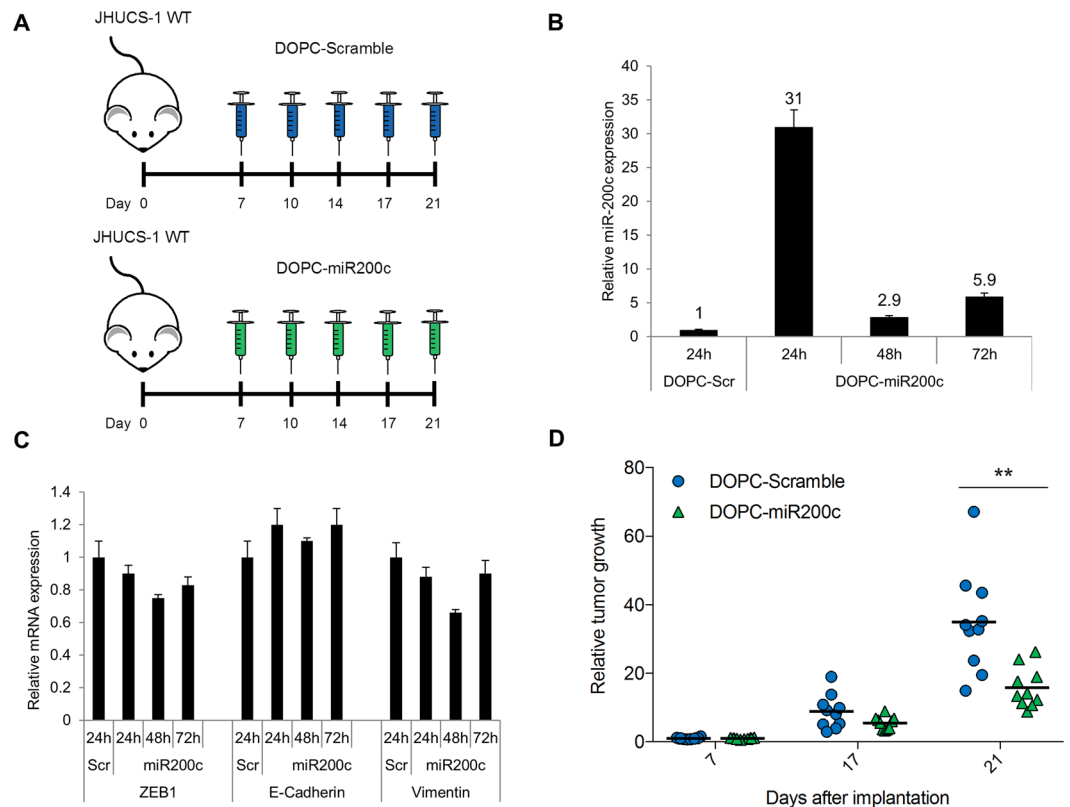 A
JHUCS-1 WT
DOPC-Scramble
Day 0 7 10 14 17 21
JHUCS-1 WT
DOPC-miR200c
Day 0 7 10 14 17 21
B
Relative miR-200c expression
40
35
30
25
20
15
10
5
0
1 31 2.9 5.9
24h 24h 48h 72h
DOPC-Scr DOPC-miR200c
C
Relative mRNA expression
1.4
1.2
1
0.8
0.6
0.4
0.2
0
24h 24h 48h 72h 24h 24h 48h 72h 24h 24h 48h 72h
Scr miR200c Scr miR200c Scr miR200c
ZEB1 E-Cadherin Vimentin
D
Relative tumor growth
80
60
40
20
0
DOPC-Scramble
DOPC-miR200c
**
7 17 21
Days after implantation